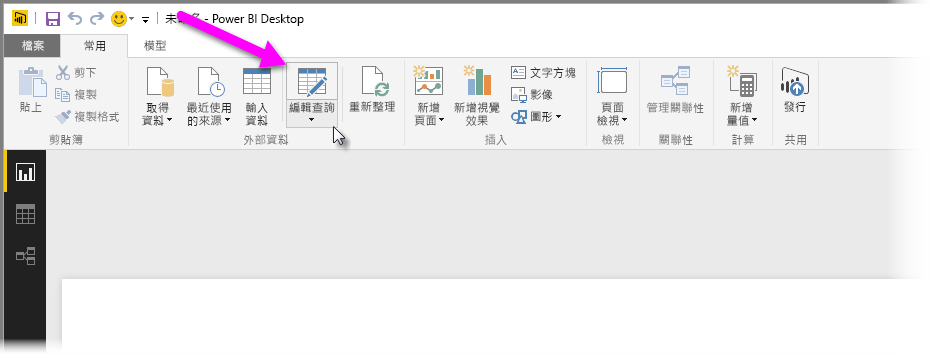 未 - Power BI Desktop
檔案
常用
模型
貼上
剪下
複製
複製格式
剪貼簿
取得
資料
最近使用
的來源
輸入
資料
編輯查詢
重新整理
外部資料
新增
頁面
新增視覺
效果
文字方塊
影像
圖形
插入
頁面
檢視
檢視
管理關聯性
關聯性
新增
量值
計算
發行
共用